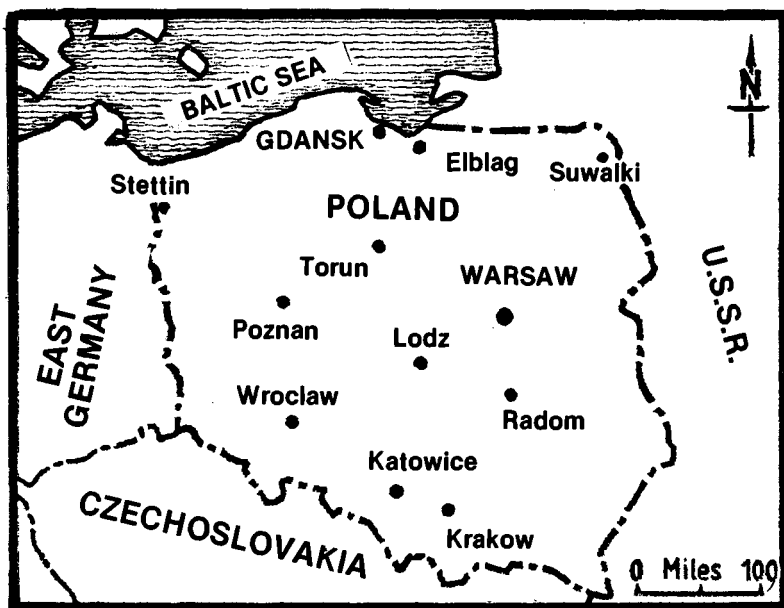 BALTIC SEA
N
GDANSK
Elblag
Suwalki
Stettin
POLAND
Torun
WARSAW
U.S.S.R.
EAST
GERMANY
Poznan
Lodz
Wroclaw
Radom
Katowice
CZECHOSLOVAKIA
Krakow
0 Miles 100